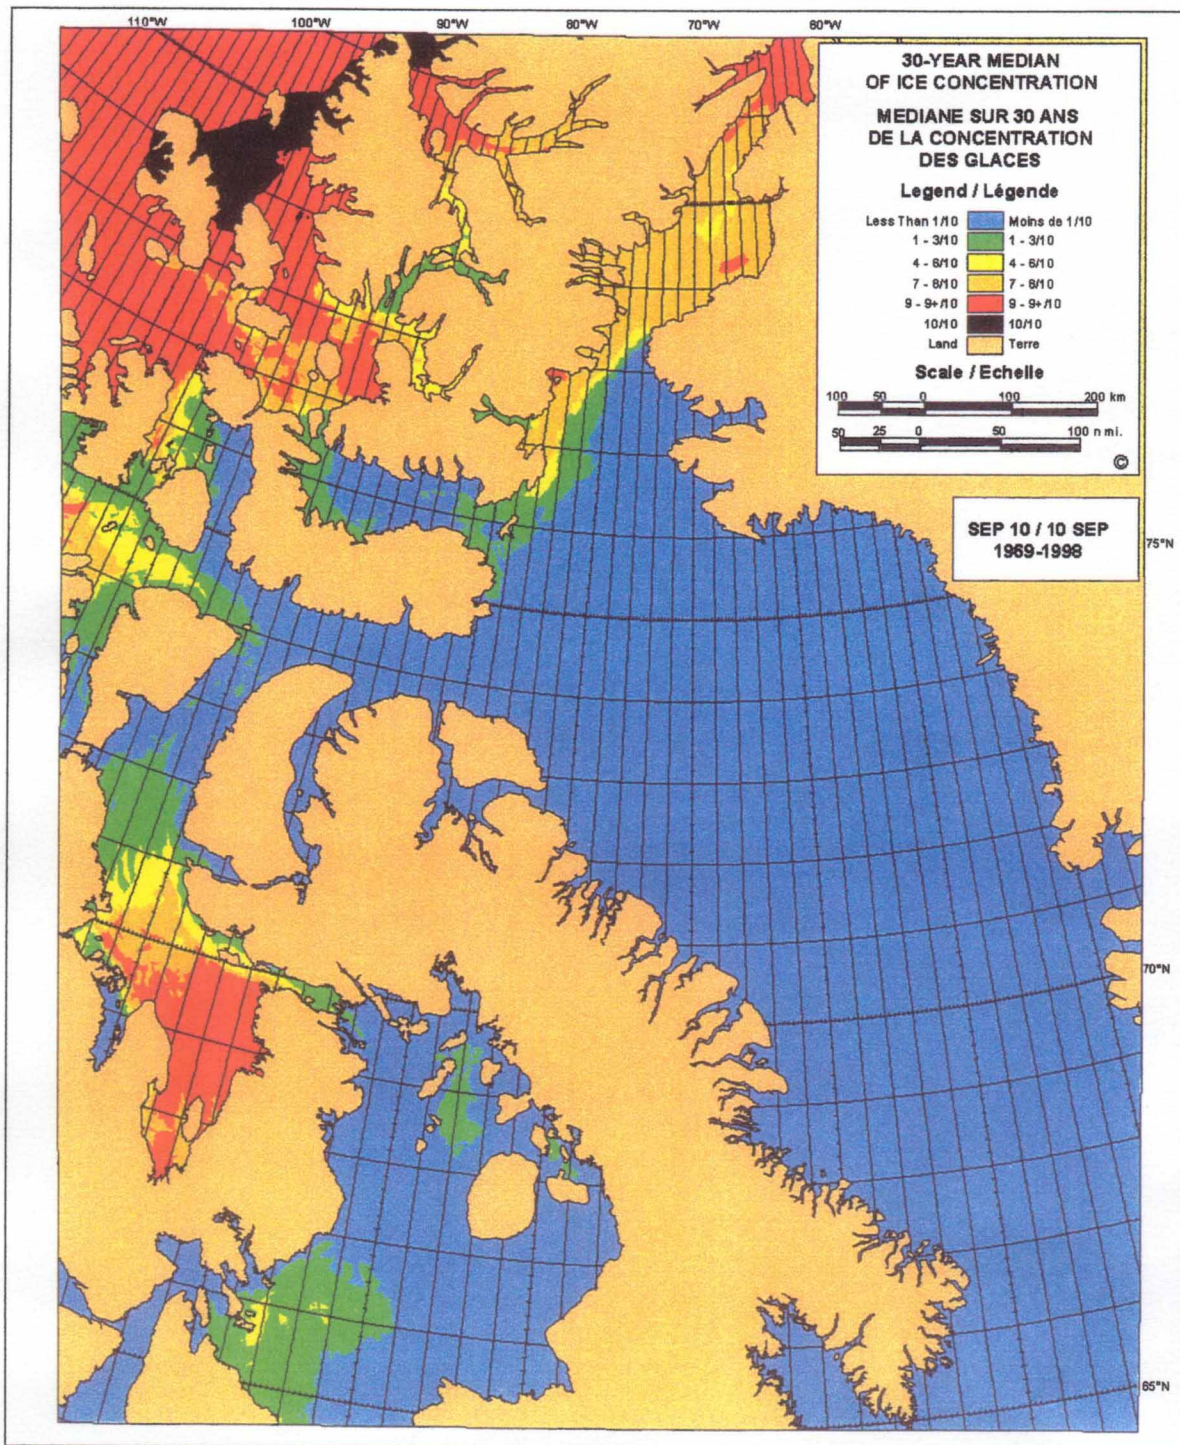 110°W 100°W 90°W 80°W 70°W 60°W
30-YEAR MEDIAN
OF ICE CONCENTRATION
MEDIANE SUR 30 ANS
DE LA CONCENTRATION
DES GLACES
Legend / Légende
Less Than 1/10 Moins de 1/10
1 - 3/10 1 - 3/10
4 - 6/10 4 - 6/10
7 - 8/10 7 - 8/10
9 - 9+/10 9 - 9+/10
10/10 10/10
Land Terre
Scale / Echelle
100 50 0 100 200 km
50 25 0 50 100 n mi.
©
SEP 10 / 10 SEP
1969-1998
75°N
70°N
65°N